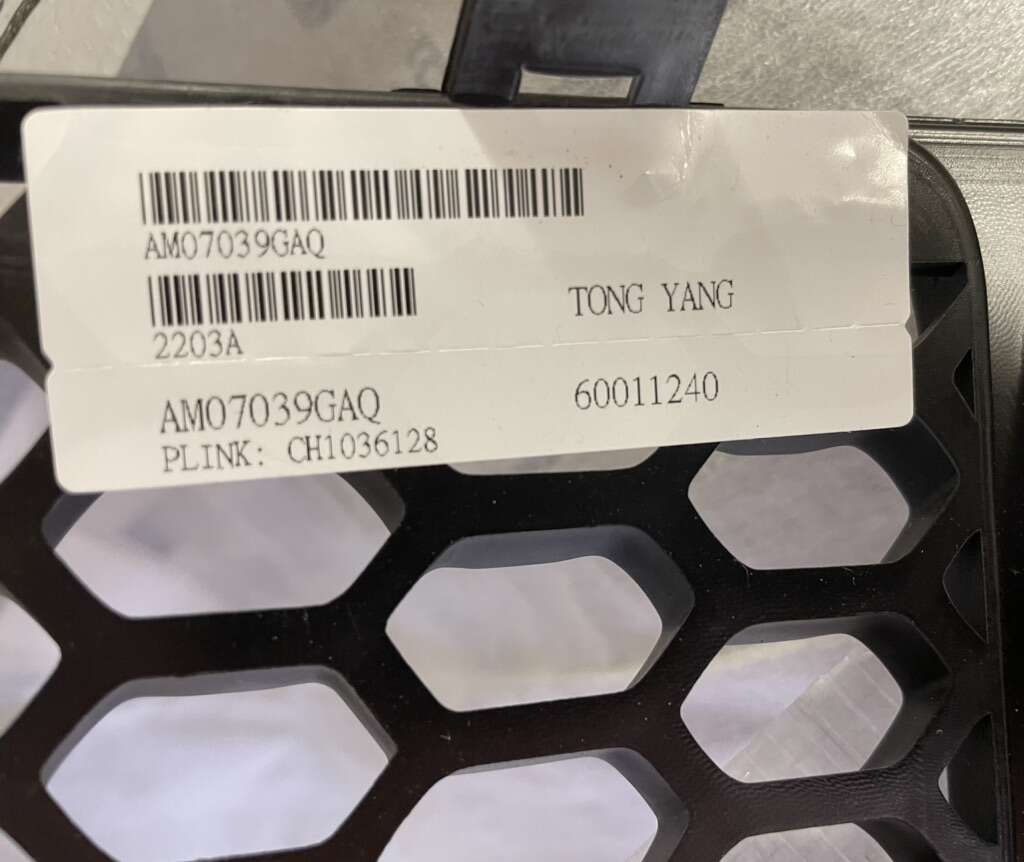 AM07039GAQ
2203A
TONG YANG
AM07039GAQ
60011240
PLINK: CH1036128